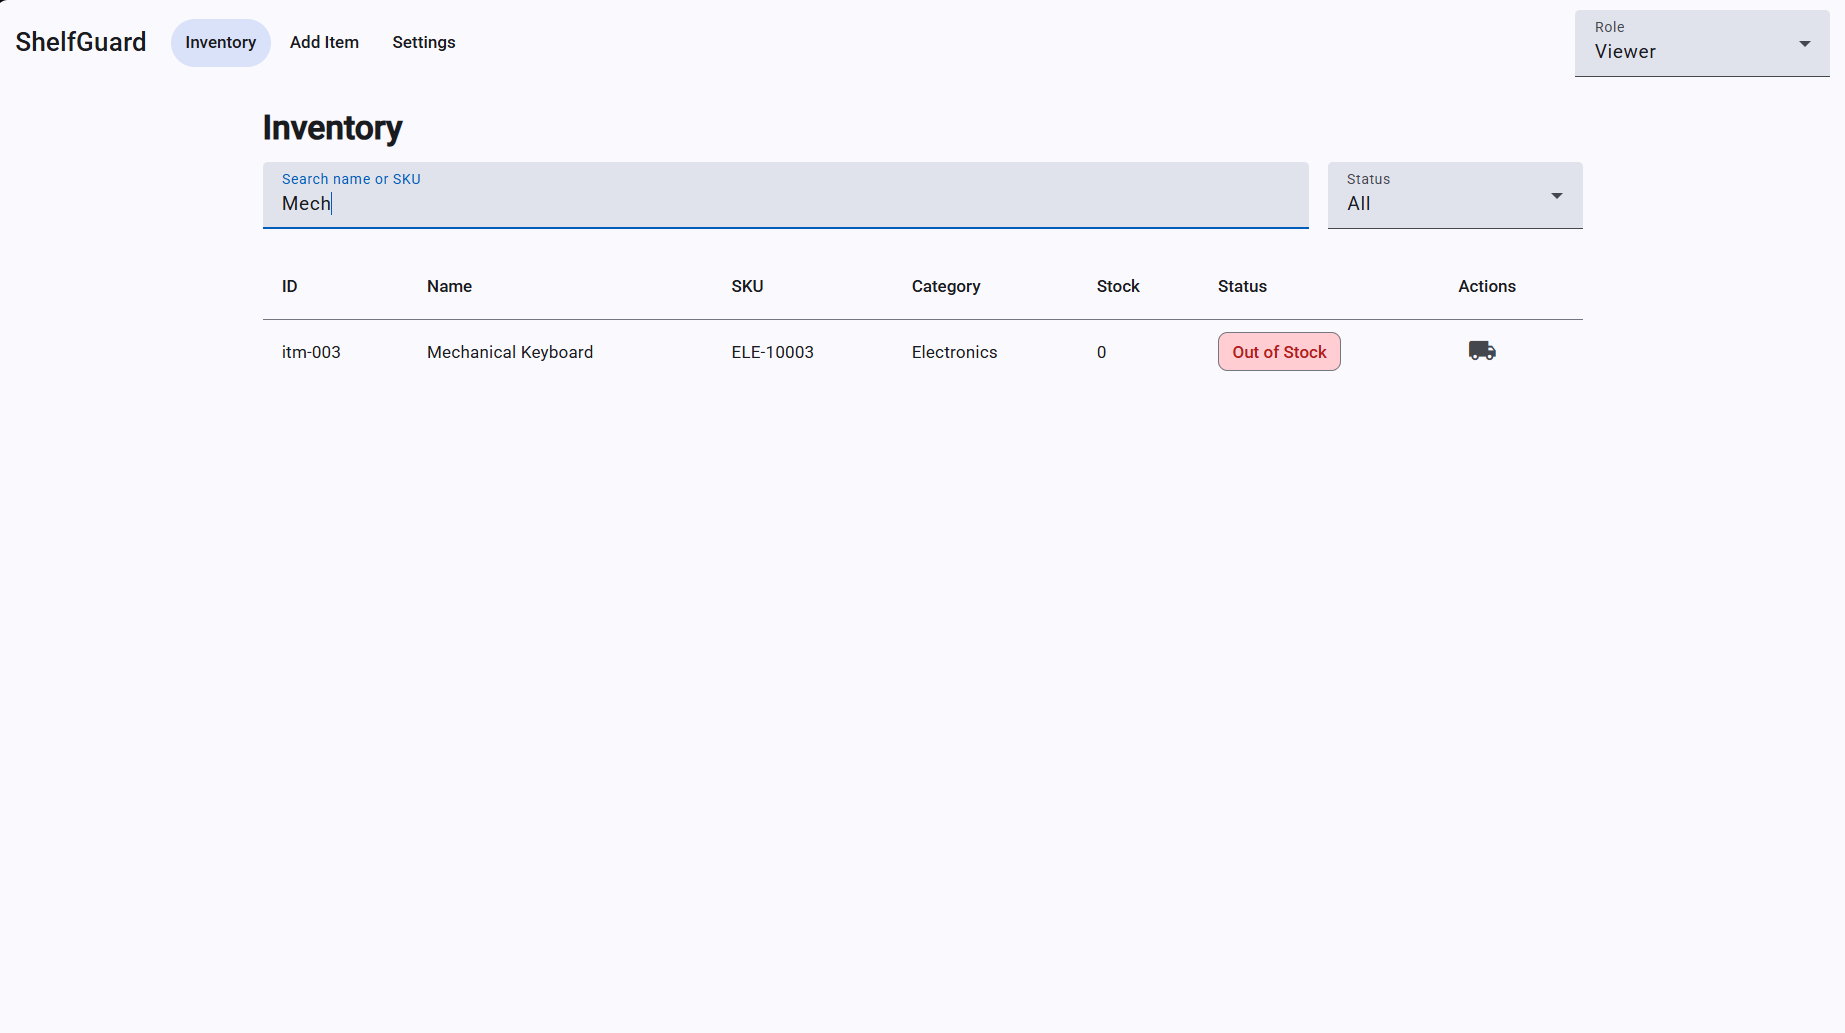 ShelfGuard Inventory Add Item Settings
Role
Viewer
Inventory
Search name or SKU
Mech
Status
All
ID Name SKU Category Stock Status Actions
itm-003 Mechanical Keyboard ELE-10003 Electronics 0 Out of Stock